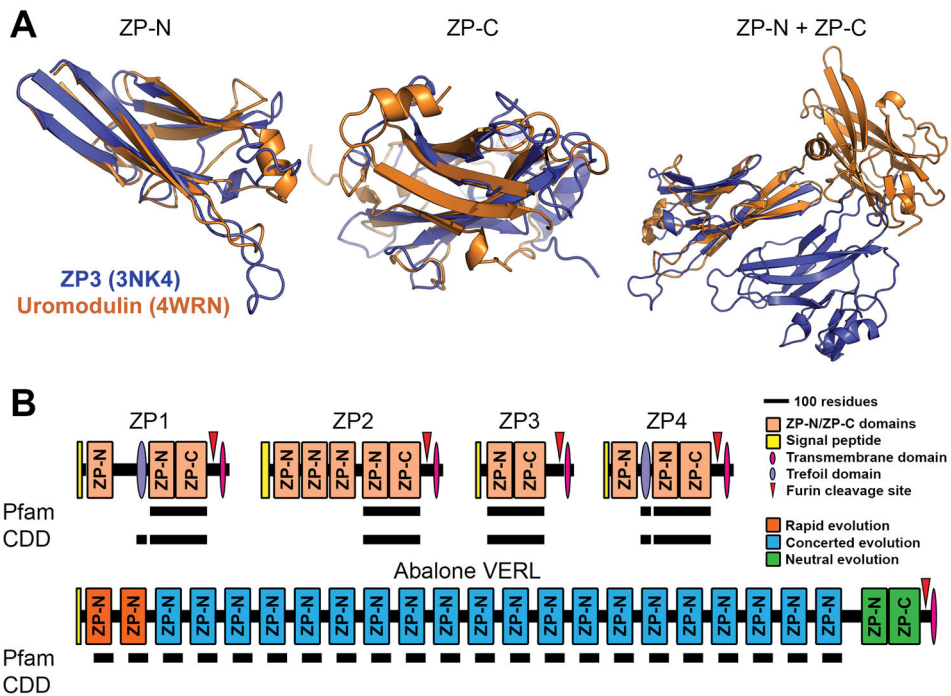 A
ZP-N
ZP-C
ZP-N + ZP-C
ZP3 (3NK4)
Uromodulin (4WRN)
B
ZP1
ZP2
ZP3
ZP4
ZP-N ZP-N ZP-C
ZP-N ZP-N ZP-N ZP-N ZP-C
ZP-N ZP-C
ZP-N ZP-N ZP-C
Pfam
CDD
100 residues
ZP-N/ZP-C domains
Signal peptide
Transmembrane domain
Trefoil domain
Furin cleavage site
Rapid evolution
Concerted evolution
Neutral evolution
Abalone VERL
ZP-N ZP-N ZP-N ZP-N ZP-N ZP-N ZP-N ZP-N ZP-N ZP-N ZP-N ZP-N ZP-N ZP-N ZP-N ZP-N ZP-N ZP-N ZP-N ZP-N ZP-N ZP-N ZP-N ZP-C
Pfam
CDD